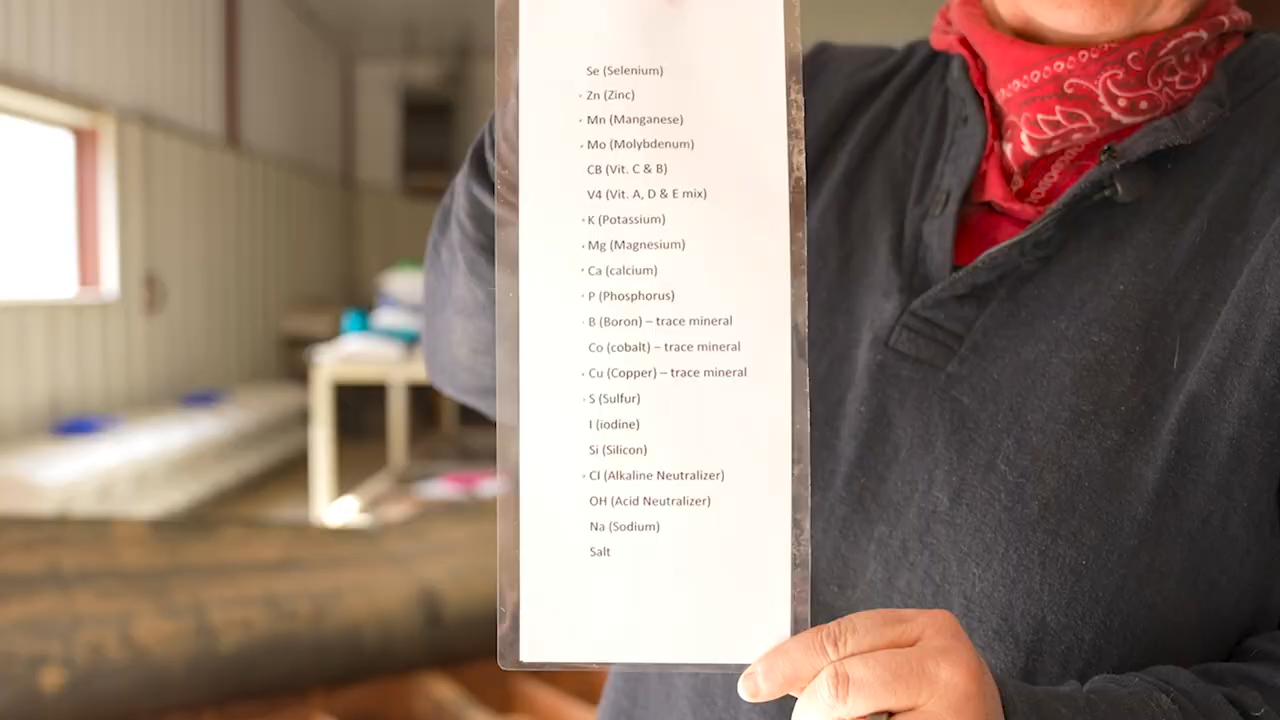 Se (Selenium)
· Zn (Zinc)
· Mn (Manganese)
· Mo (Molybdenum)
CB (Vit. C & B)
V4 (Vit. A, D & E mix)
· K (Potassium)
· Mg (Magnesium)
· Ca (calcium)
· P (Phosphorus)
· B (Boron) – trace mineral
Co (cobalt) – trace mineral
· Cu (Copper) – trace mineral
· S (Sulfur)
I (iodine)
Si (Silicon)
· Cl (Alkaline Neutralizer)
OH (Acid Neutralizer)
Na (Sodium)
Salt